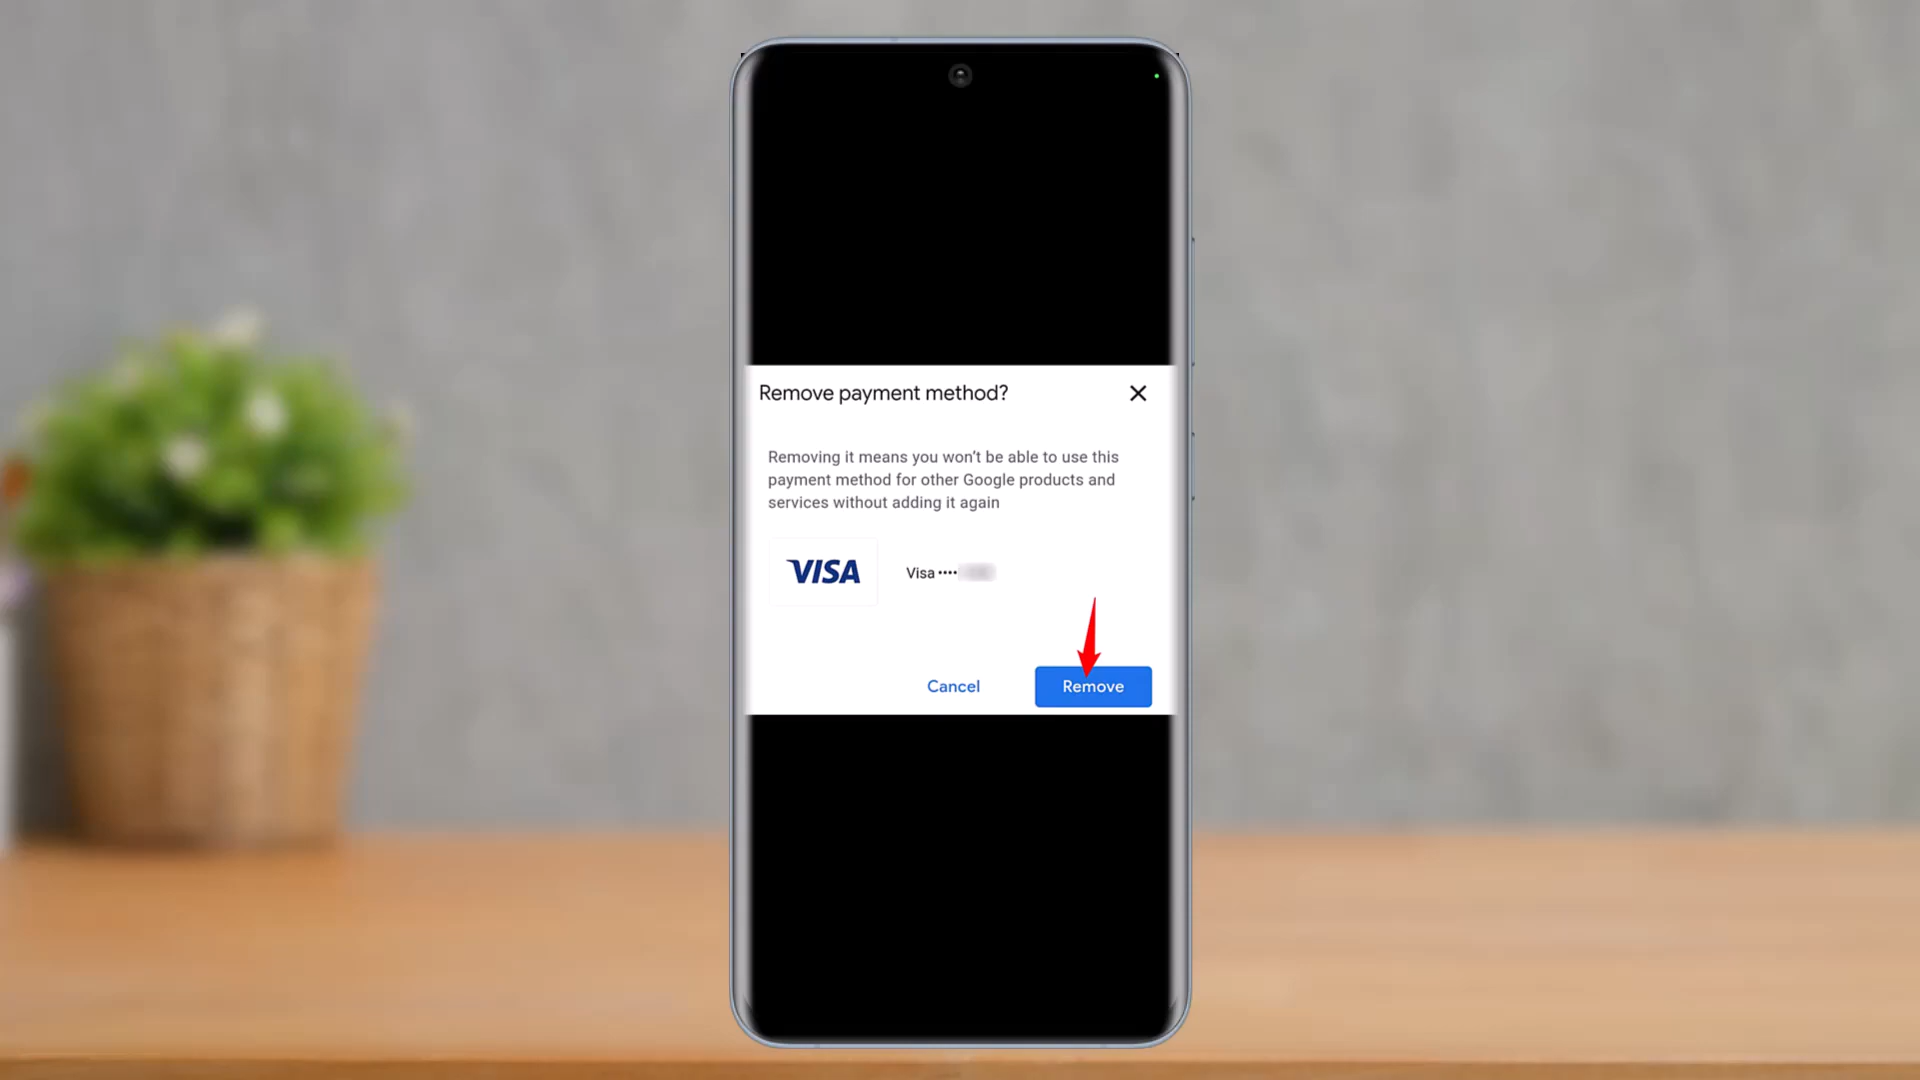 Remove payment method?
Removing it means you won’t be able to use this
payment method for other Google products and
services without adding it again
VISA
Visa ••••
Cancel
Remove